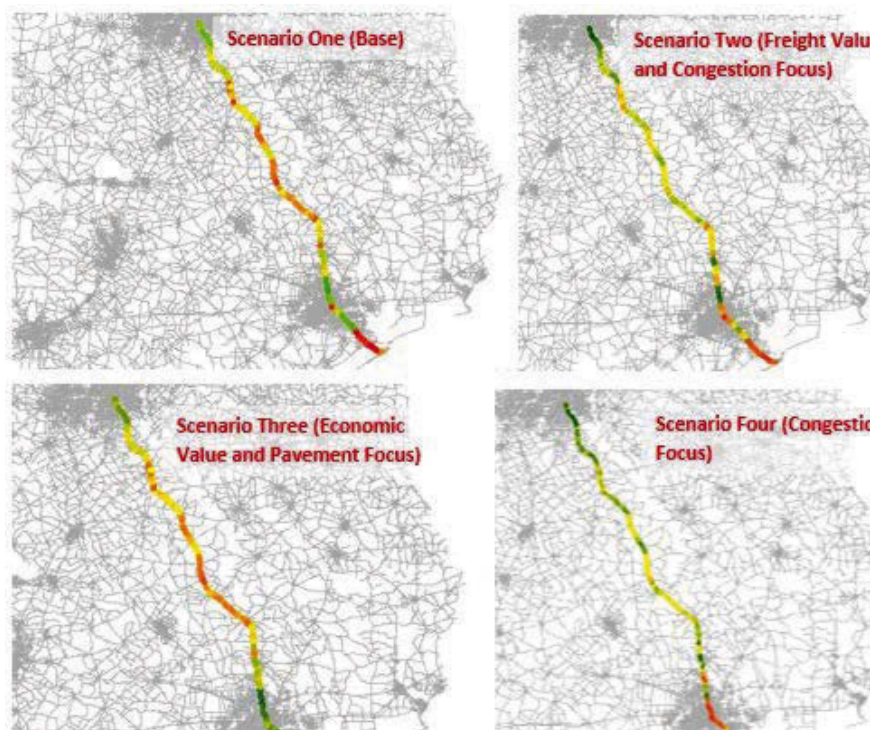 Scenario One (Base)
Scenario Two (Freight Valu
and Congestion Focus)
Scenario Three (Economic
Value and Pavement Focus)
Scenario Four (Congestic
Focus)